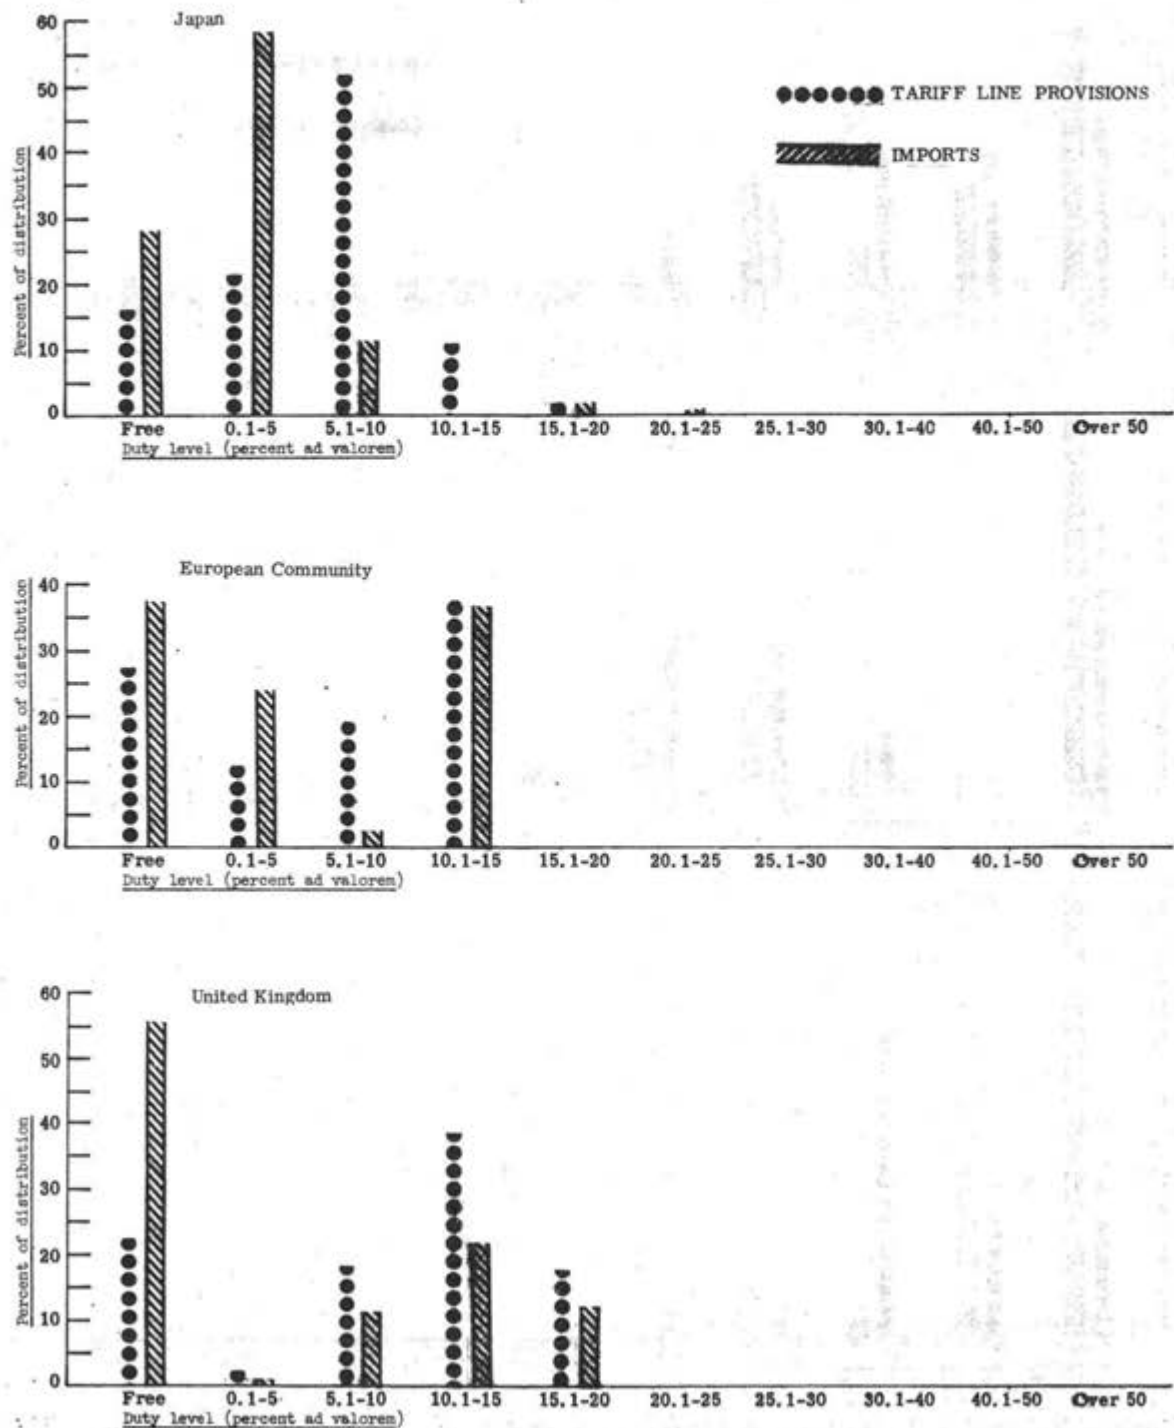 Japan
60
50
40
30
20
10
0
Percent of distribution
TARIFF LINE PROVISIONS
IMPORTS
Free 0.1-5 5.1-10 10.1-15 15.1-20 20.1-25 25.1-30 30.1-40 40.1-50 Over 50
Duty level (percent ad valorem)
European Community
40
30
20
10
0
Percent of distribution
Free 0.1-5 5.1-10 10.1-15 15.1-20 20.1-25 25.1-30 30.1-40 40.1-50 Over 50
Duty level (percent ad valorem)
United Kingdom
60
50
40
30
20
10
0
Percent of distribution
Free 0.1-5 5.1-10 10.1-15 15.1-20 20.1-25 25.1-30 30.1-40 40.1-50 Over 50
Duty level (percent ad valorem)